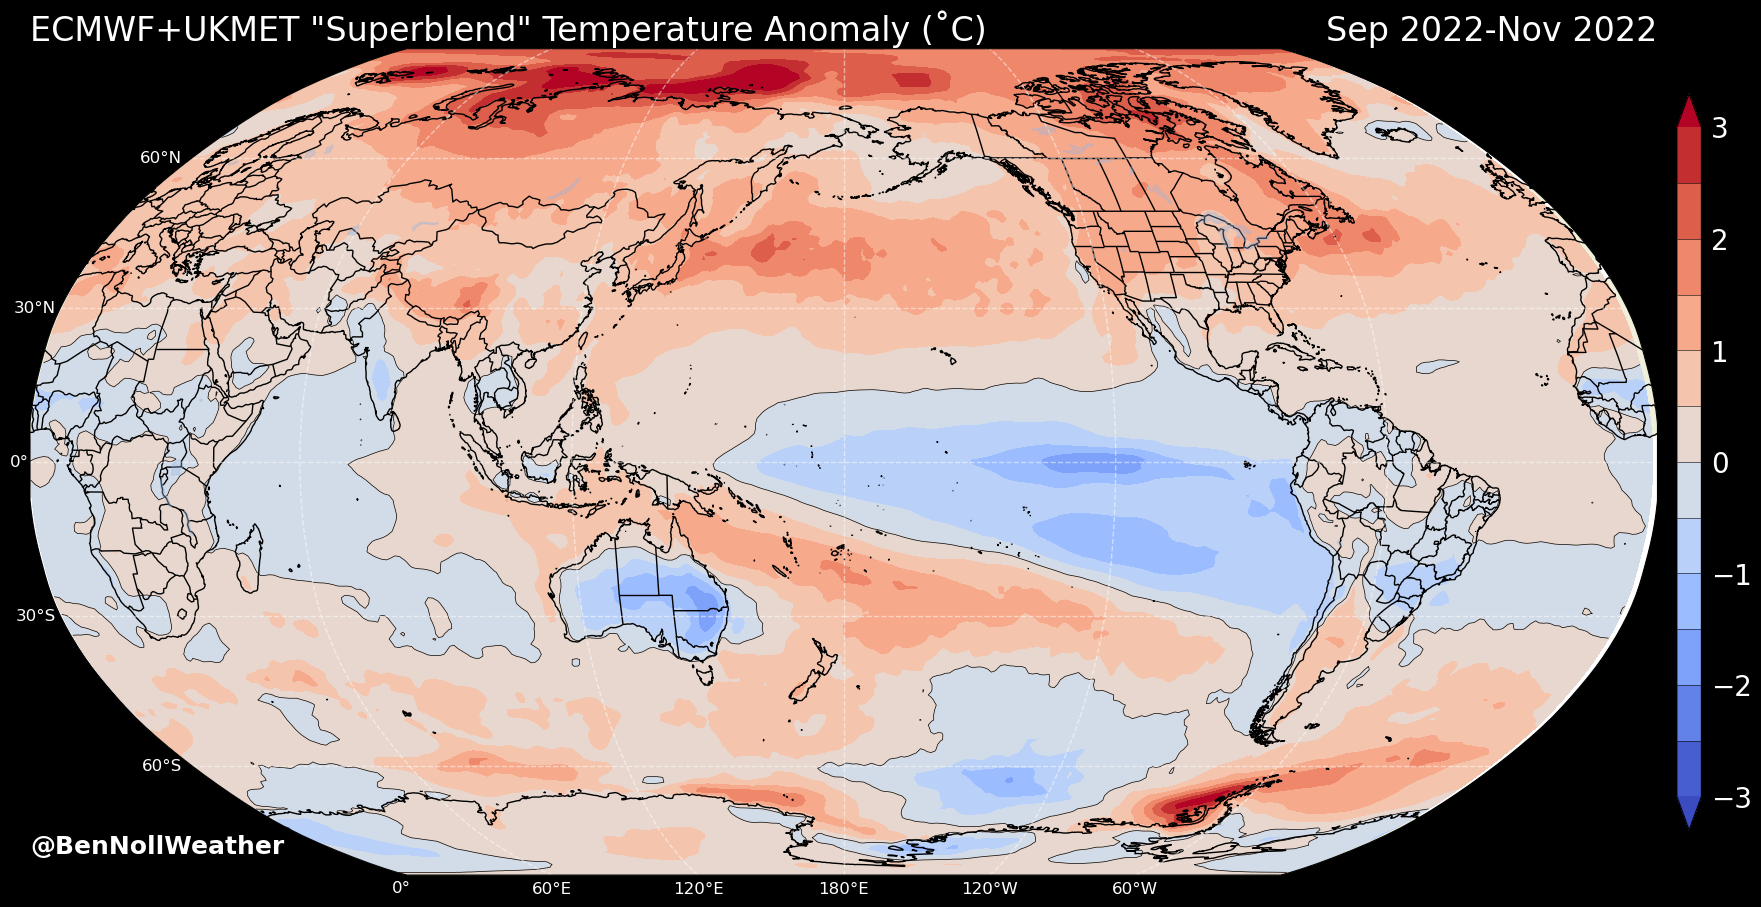 ECMWF+UKMET "Superblend" Temperature Anomaly (˚C)
Sep 2022-Nov 2022
3
2
1
0
−1
−2
−3
60°N
30°N
0°
30°S
60°S
@BenNollWeather
0°
60°E
120°E
180°E
120°W
60°W